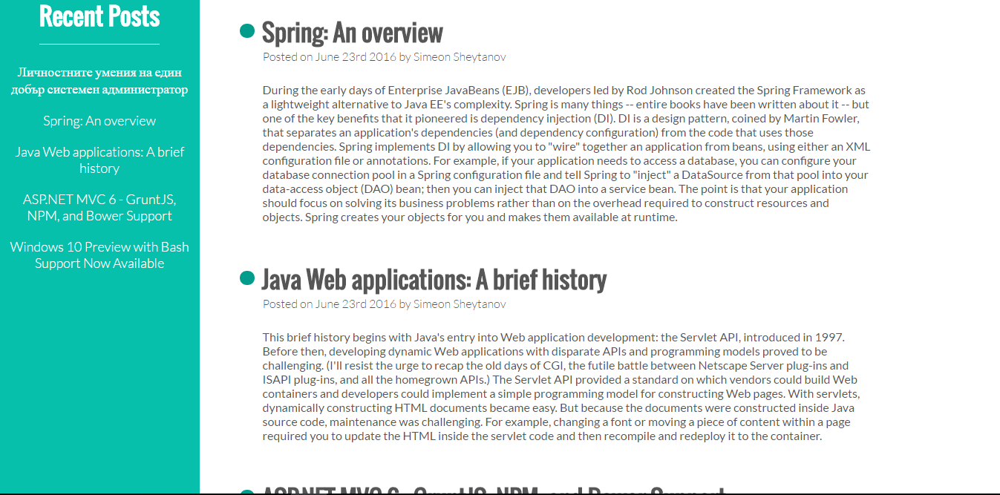 Recent Posts
Личностните умения на един
добър системен администратор
Spring: An overview
Java Web applications: A brief
history
ASP.NET MVC 6 - GruntJS,
NPM, and Bower Support
Windows 10 Preview with Bash
Support Now Available
Spring: An overview
Posted on June 23rd 2016 by Simeon Sheytanov
During the early days of Enterprise JavaBeans (EJB), developers led by Rod Johnson created the Spring Framework as
a lightweight alternative to Java EE's complexity. Spring is many things -- entire books have been written about it -- but
one of the key benefits that it pioneered is dependency injection (DI). DI is a design pattern, coined by Martin Fowler,
that separates an application's dependencies (and dependency configuration) from the code that uses those
dependencies. Spring implements DI by allowing you to "wire" together an application from beans, using either an XML
configuration file or annotations. For example, if your application needs to access a database, you can configure your
database connection pool in a Spring configuration file and tell Spring to "inject" a DataSource from that pool into your
data-access object (DAO) bean; then you can inject that DAO into a service bean. The point is that your application
should focus on solving its business problems rather than on the overhead required to construct resources and
objects. Spring creates your objects for you and makes them available at runtime.
Java Web applications: A brief history
Posted on June 23rd 2016 by Simeon Sheytanov
This brief history begins with Java's entry into Web application development: the Servlet API, introduced in 1997.
Before then, developing dynamic Web applications with disparate APIs and programming models proved to be
challenging. (I'll resist the urge to recap the old days of CGI, the futile battle between Netscape Server plug-ins and
ISAPI plug-ins, and all the homegrown APIs.) The Servlet API provided a standard on which vendors could build Web
containers and developers could implement a simple programming model for constructing Web pages. With servlets,
dynamically constructing HTML documents became easy. But because the documents were constructed inside Java
source code, maintenance was challenging. For example, changing a font or moving a piece of content within a page
required you to update the HTML inside the servlet code and then recompile and redeploy it to the container.
ASP.NET MVC 6 - GruntJS, NPM, and Bower Support